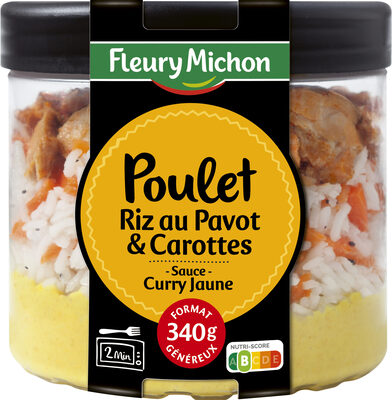 Fleury Michon
Poulet
Riz au Pavot
& Carottes
- Sauce -
Curry Jaune
FORMAT
340g
GÉNÉREUX
2 Min
NUTRI-SCORE
A B C D E